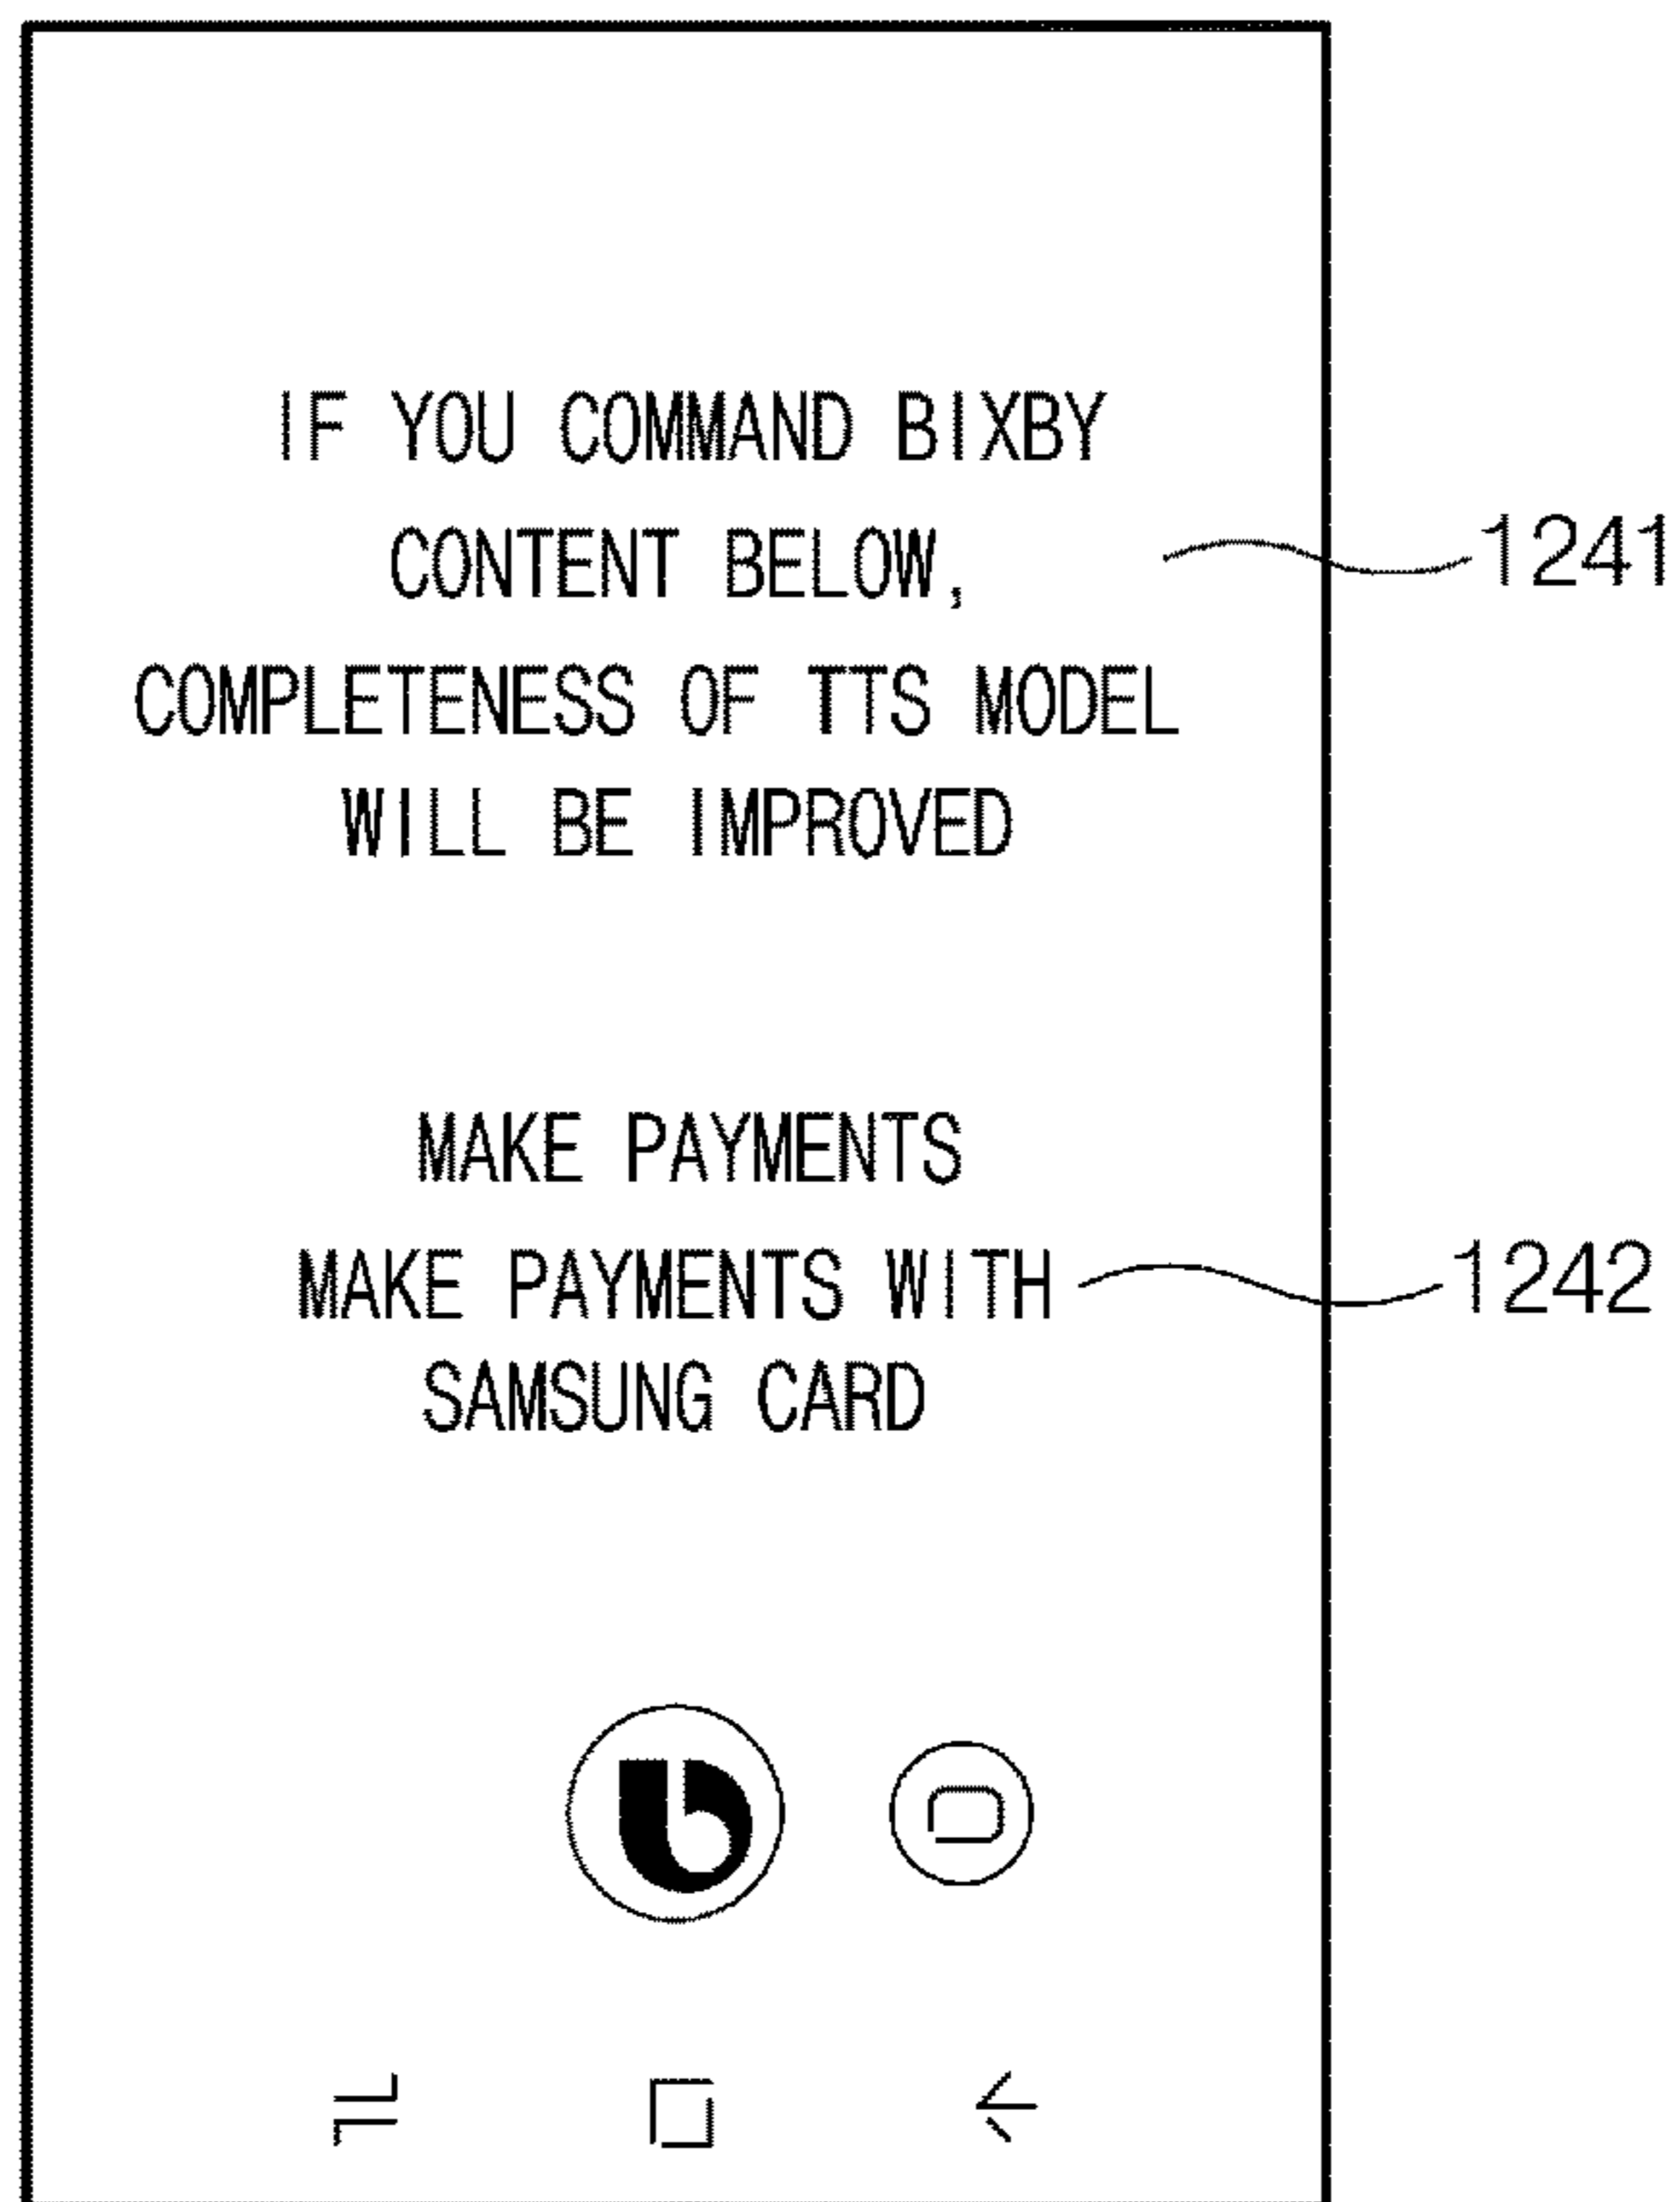 IF YOU COMMAND BIXBY
CONTENT BELOW,
1241
COMPLETENESS OF TTS MODEL
WILL BE IMPROVED
MAKE PAYMENTS
MAKE PAYMENTS WITH
1242
SAMSUNG CARD